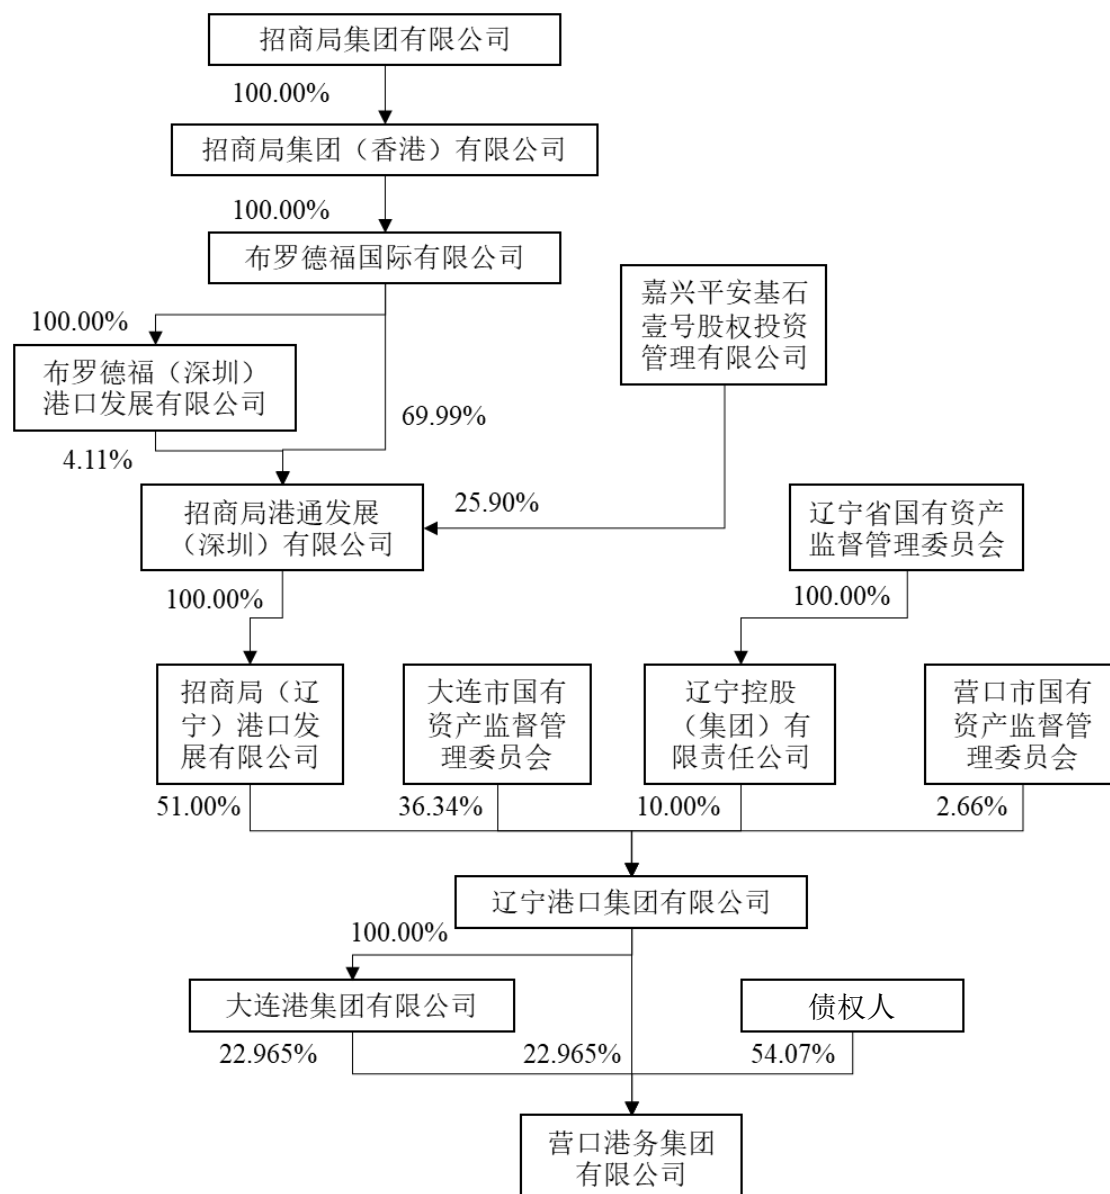 招商局集团有限公司
100.00%
招商局集团（香港）有限公司
100.00%
布罗德福国际有限公司
嘉兴平安基石
壹号股权投资
管理有限公司
100.00%
布罗德福（深圳）
港口发展有限公司
69.99%
4.11%
招商局港通发展
（深圳）有限公司
25.90%
辽宁省国有资产
监督管理委员会
100.00%
100.00%
招商局（辽
宁）港口发
展有限公司
大连市国有
资产监督管
理委员会
辽宁控股
（集团）有
限责任公司
营口市国有
资产监督管
理委员会
51.00%
36.34%
10.00%
2.66%
辽宁港口集团有限公司
100.00%
大连港集团有限公司
债权人
22.965%
22.965%
54.07%
营口港务集团
有限公司